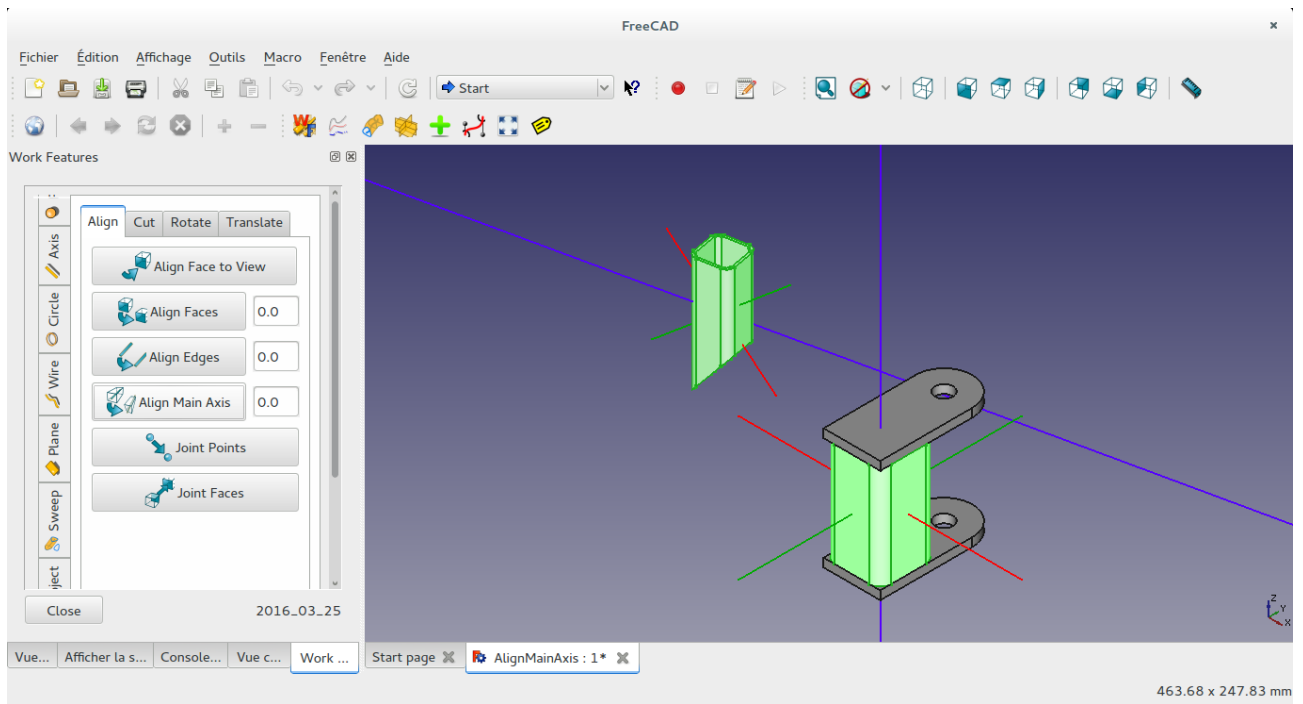 FreeCAD
Fichier Édition Affichage Outils Macro Fenêtre Aide
Start
Work Features
Align Cut Rotate Translate
Axis
Circle
Wire
Plane
Sweep
ject
Align Face to View
Align Faces 0.0
Align Edges 0.0
Align Main Axis 0.0
Joint Points
Joint Faces
Close 2016_03_25
Z
Y
X
Vue... Afficher la s... Console... Vue c... Work ... Start page AlignMainAxis : 1*
463.68 x 247.83 mm